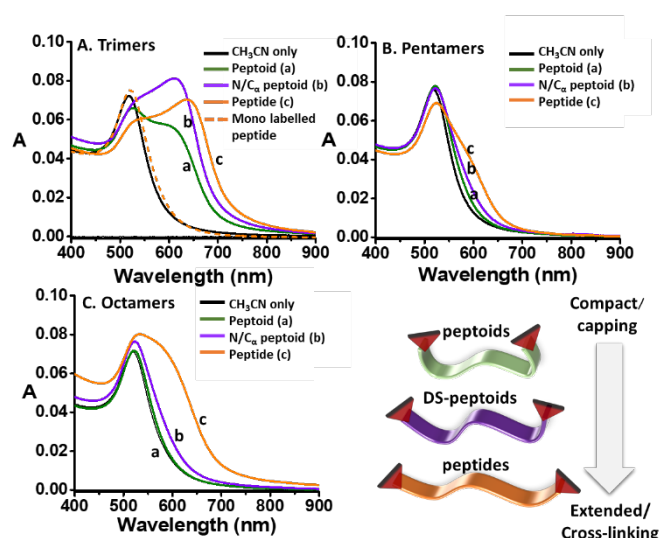 A. Trimers
CH₃CN only
Peptoid (a)
N/Cα peptoid (b)
Peptide (c)
Mono labelled
peptide
b
a
c
A
0.10
0.08
0.06
0.04
0.02
0.00
400 500 600 700 800 900
Wavelength (nm)
B. Pentamers
CH₃CN only
Peptoid (a)
N/Cα peptoid (b)
Peptide (c)
c
b
a
A
0.10
0.08
0.06
0.04
0.02
0.00
400 500 600 700 800 900
Wavelength (nm)
C. Octamers
CH₃CN only
Peptoid (a)
N/Cα peptoid (b)
Peptide (c)
c
b
a
A
0.10
0.08
0.06
0.04
0.02
0.00
400 500 600 700 800 900
Wavelength (nm)
peptoids
DS-peptoids
peptides
Compact/
capping
Extended/
Cross-linking